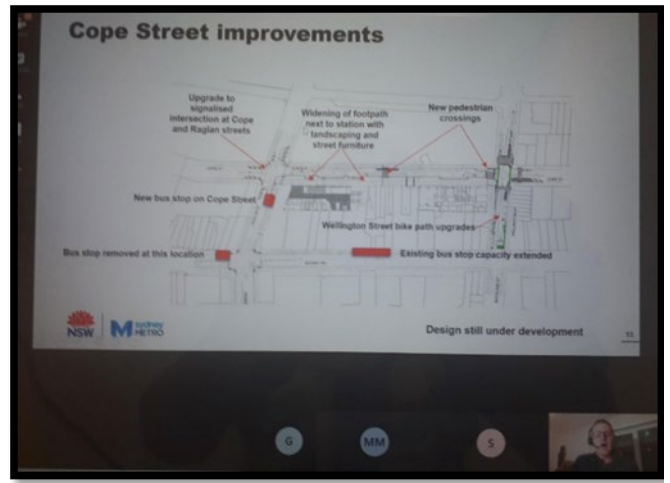 Cope Street improvements
Upgrade to
signalised
intersection at Cope
and Raglan streets
Widening of footpath
next to station with
landscaping and
street furniture
New pedestrian
crossings
New bus stop on Cope Street
Wellington Street bike path upgrades
Bus stop removed at this location
Existing bus stop capacity extended
NSW
M sydney
METRO
Design still under development
G
MM
S